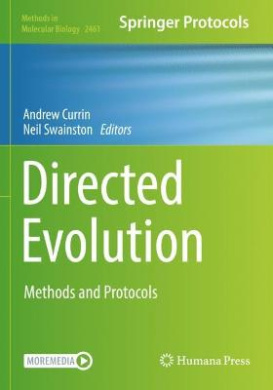 Methods in
Springer Protocols
Molecular Biology 2461
Andrew Currin
Neil Swainston Editors
Directed
Evolution
Methods and Protocols
MOREMEDIA
Humana Press